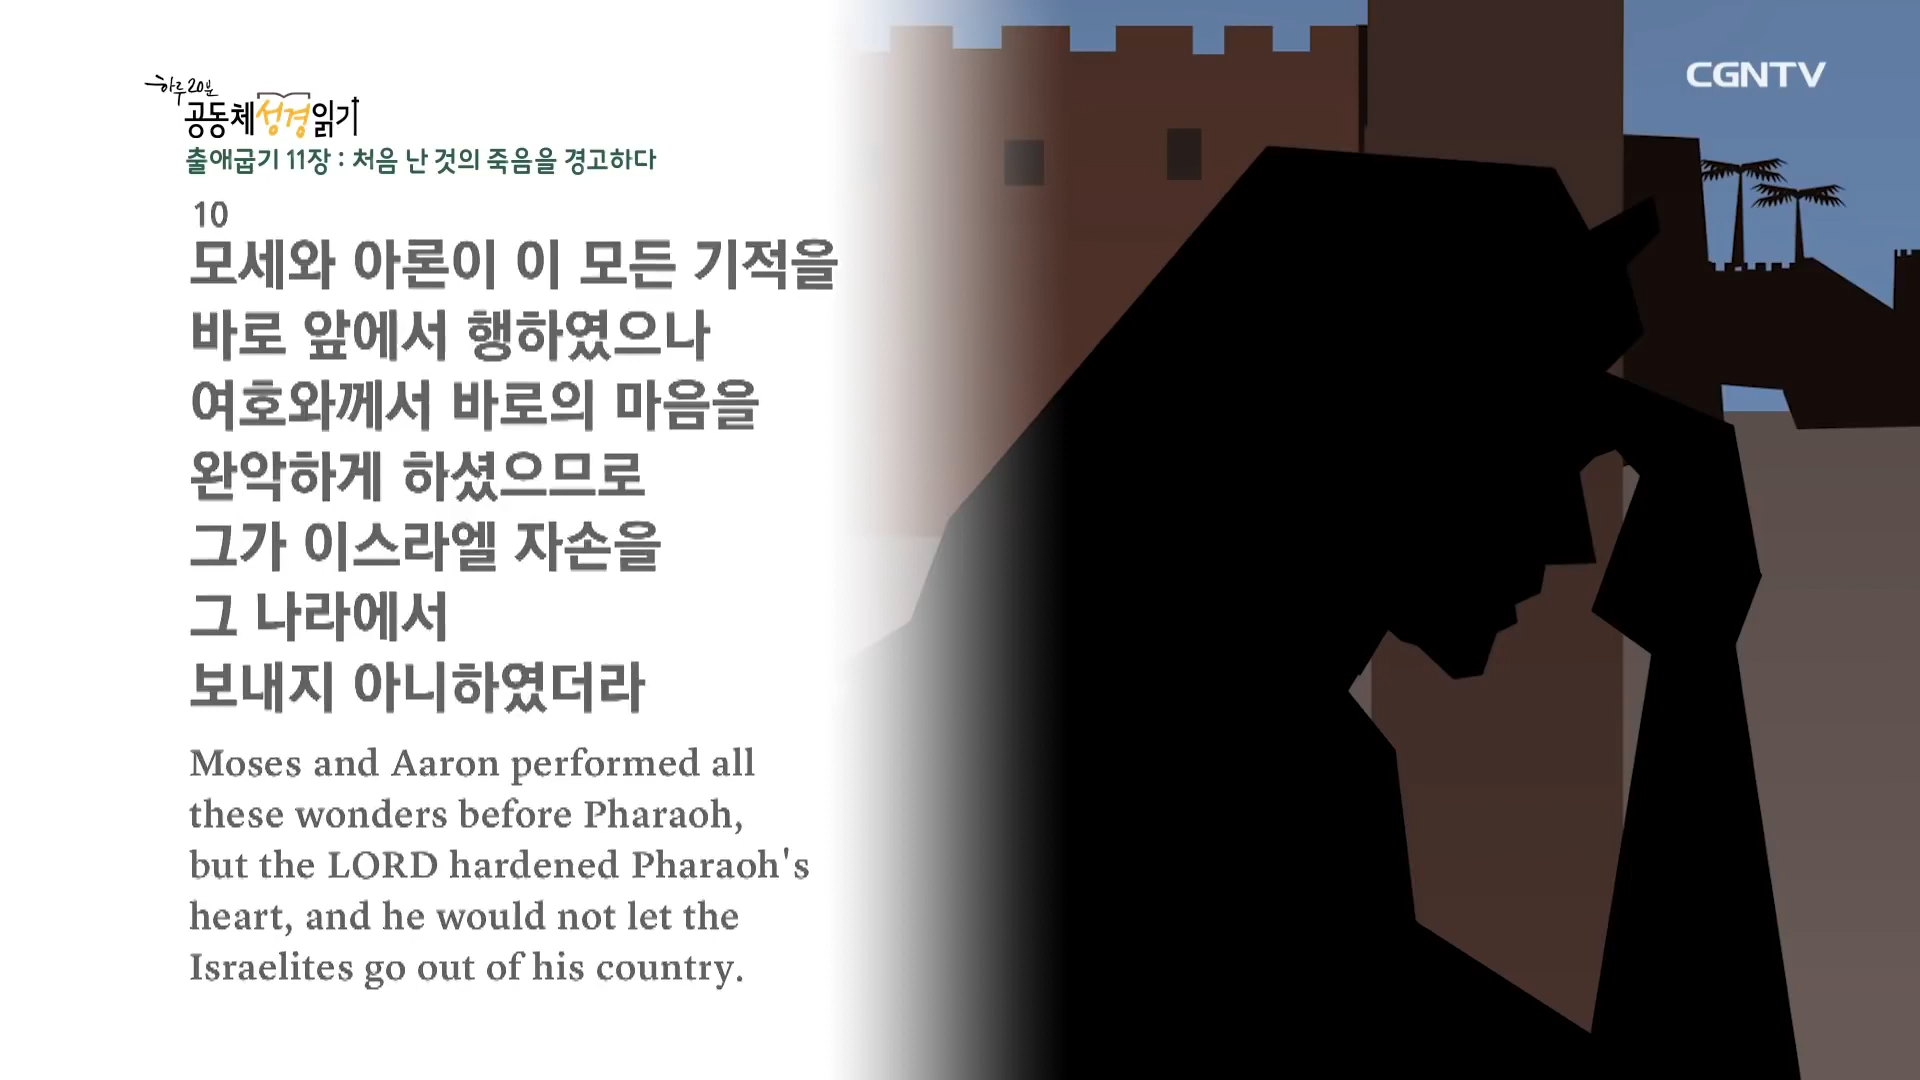 하루 20분
공동체성경읽기
CGNTV
출애굽기 11장 : 처음 난 것의 죽음을 경고하다
10
모세와 아론이 이 모든 기적을
바로 앞에서 행하였으나
여호와께서 바로의 마음을
완악하게 하셨으므로
그가 이스라엘 자손을
그 나라에서
보내지 아니하였더라
Moses and Aaron performed all
these wonders before Pharaoh,
but the LORD hardened Pharaoh's
heart, and he would not let the
Israelites go out of his country.